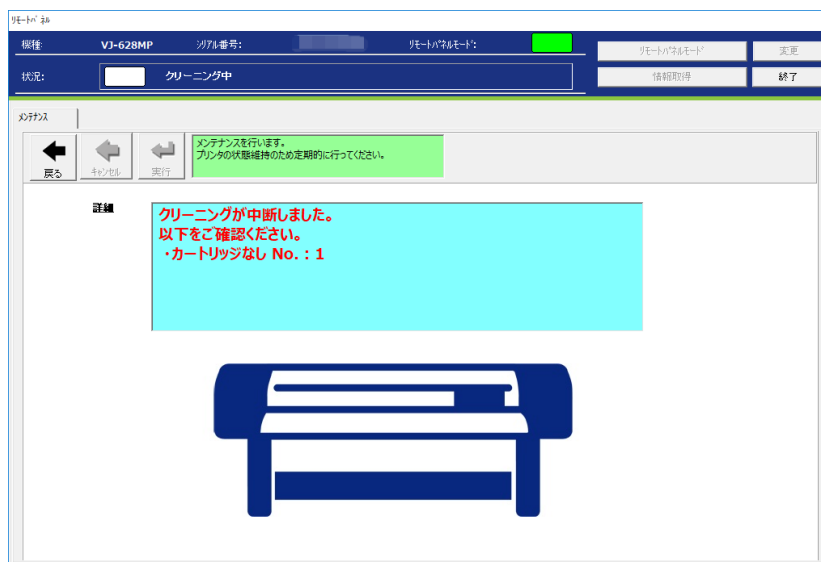 リモートパネル
機種: VJ-628MP シリアル番号: リモートパネルモード:
リモートパネルモード 変更
状況: クリーニング中
情報取得 終了
メンテナンス
戻る キャンセル 実行
メンテナンスを行います。
プリンタの状態維持のため定期的に行ってください。
詳細
クリーニングが中断しました。
以下をご確認ください。
・カートリッジなし No. : 1